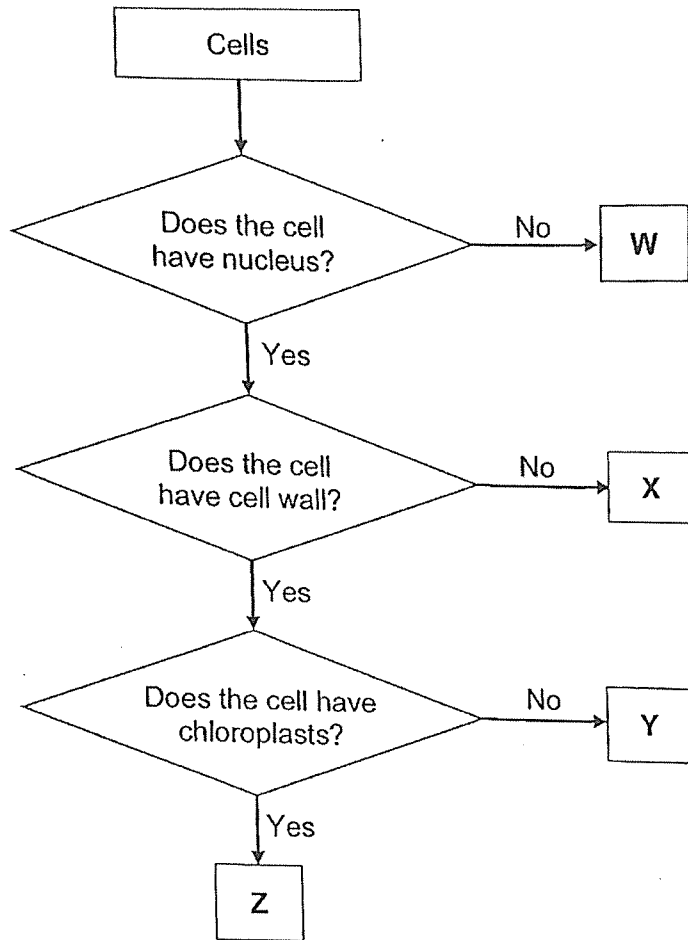 Cells
Does the cell
have nucleus?
No
W
Yes
Does the cell
have cell wall?
No
X
Yes
Does the cell have
chloroplasts?
No
Y
Yes
Z